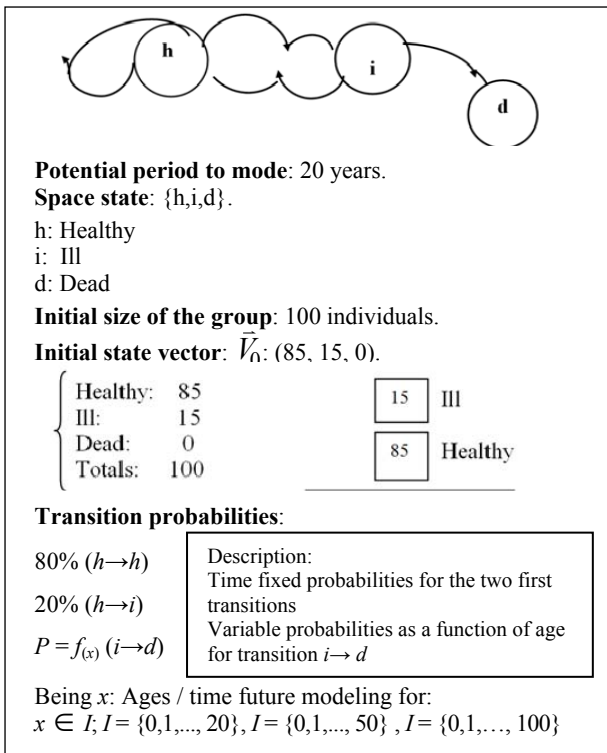 h
i
d
Potential period to mode: 20 years.
Space state: {h,i,d}.
h: Healthy
i: Ill
d: Dead
Initial size of the group: 100 individuals.
Initial state vector: V⃗₀: (85, 15, 0).
Healthy: 85
Ill: 15
Dead: 0
Totals: 100
15 Ill
85 Healthy
Transition probabilities:
80% (h→h)
20% (h→i)
P = f(x) (i→d)
Description:
Time fixed probabilities for the two first
transitions
Variable probabilities as a function of age
for transition i→ d
Being x: Ages / time future modeling for:
x ∈ I; I = {0,1,..., 20}, I = {0,1,..., 50} , I = {0,1,…, 100}